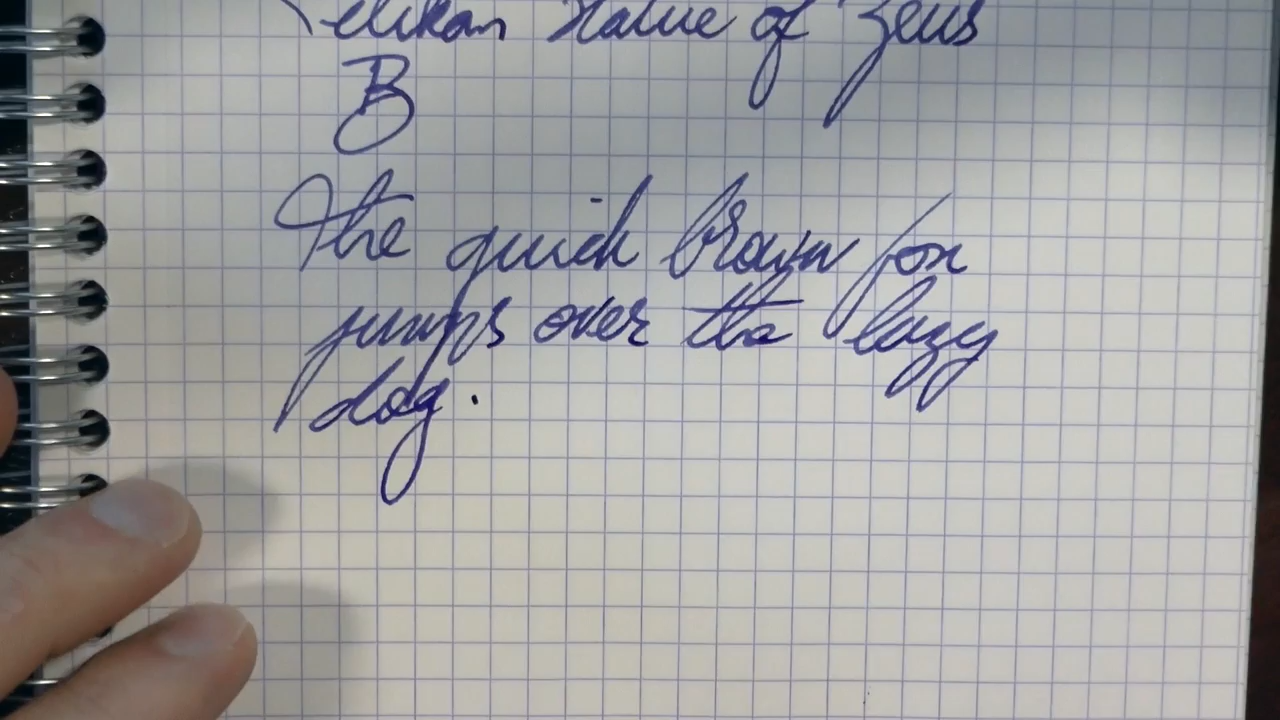 Pelikan Statue of Zeus
B
The quick brown fox
jumps over the lazy
dog.